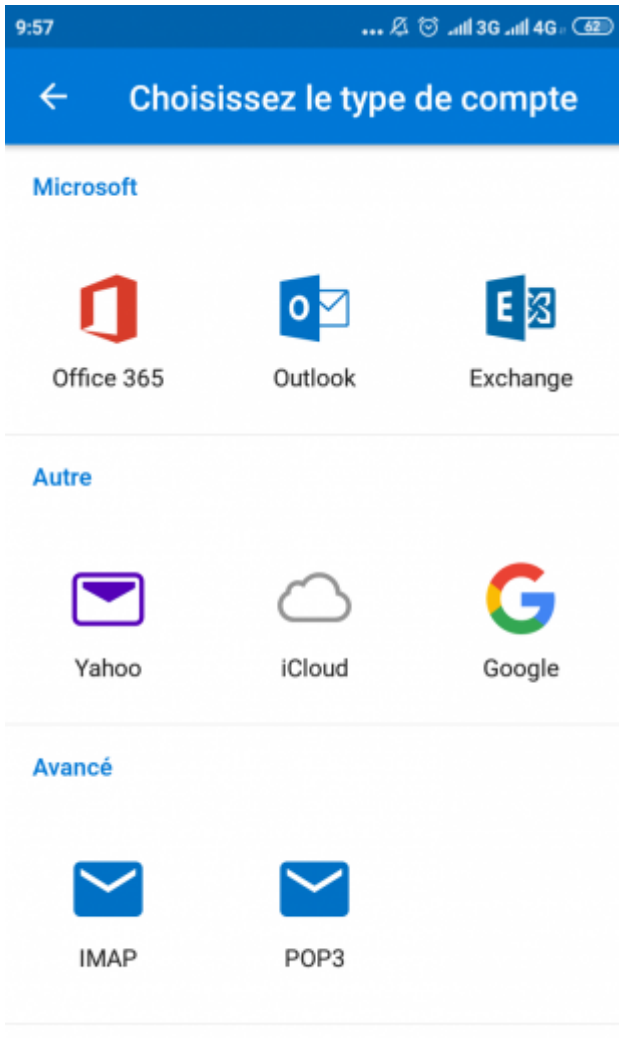 9:57 ... 3G 4G 62
Choisissez le type de compte
Microsoft
Office 365 Outlook Exchange
Autre
Yahoo iCloud Google
Avancé
IMAP POP3